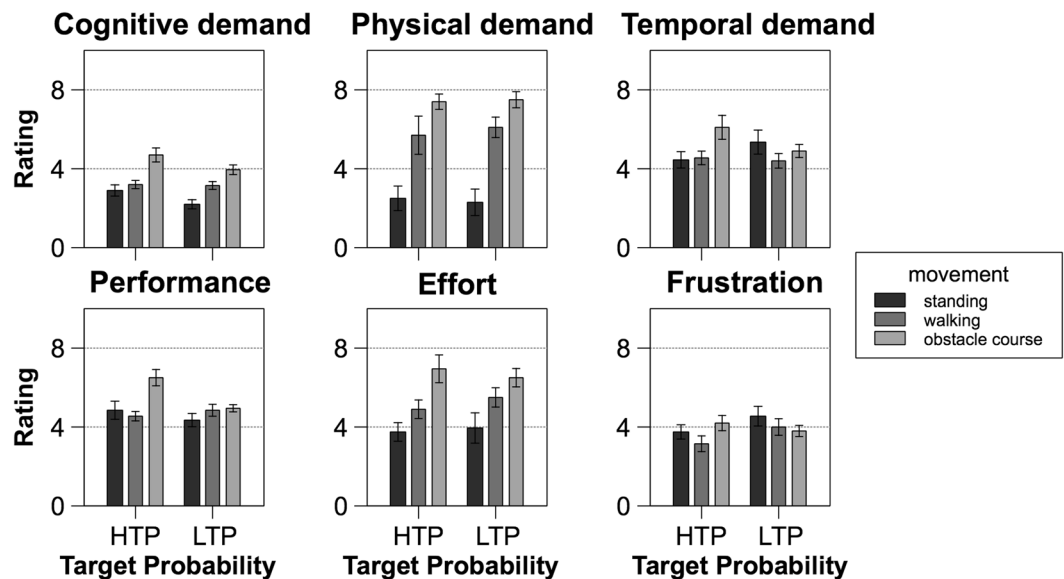 Cognitive demand
Physical demand
Temporal demand
Rating
8
4
0
8
4
0
8
4
0
Performance
Effort
Frustration
Rating
8
4
0
8
4
0
8
4
0
HTP LTP
HTP LTP
HTP LTP
Target Probability
Target Probability
Target Probability
movement
standing
walking
obstacle course